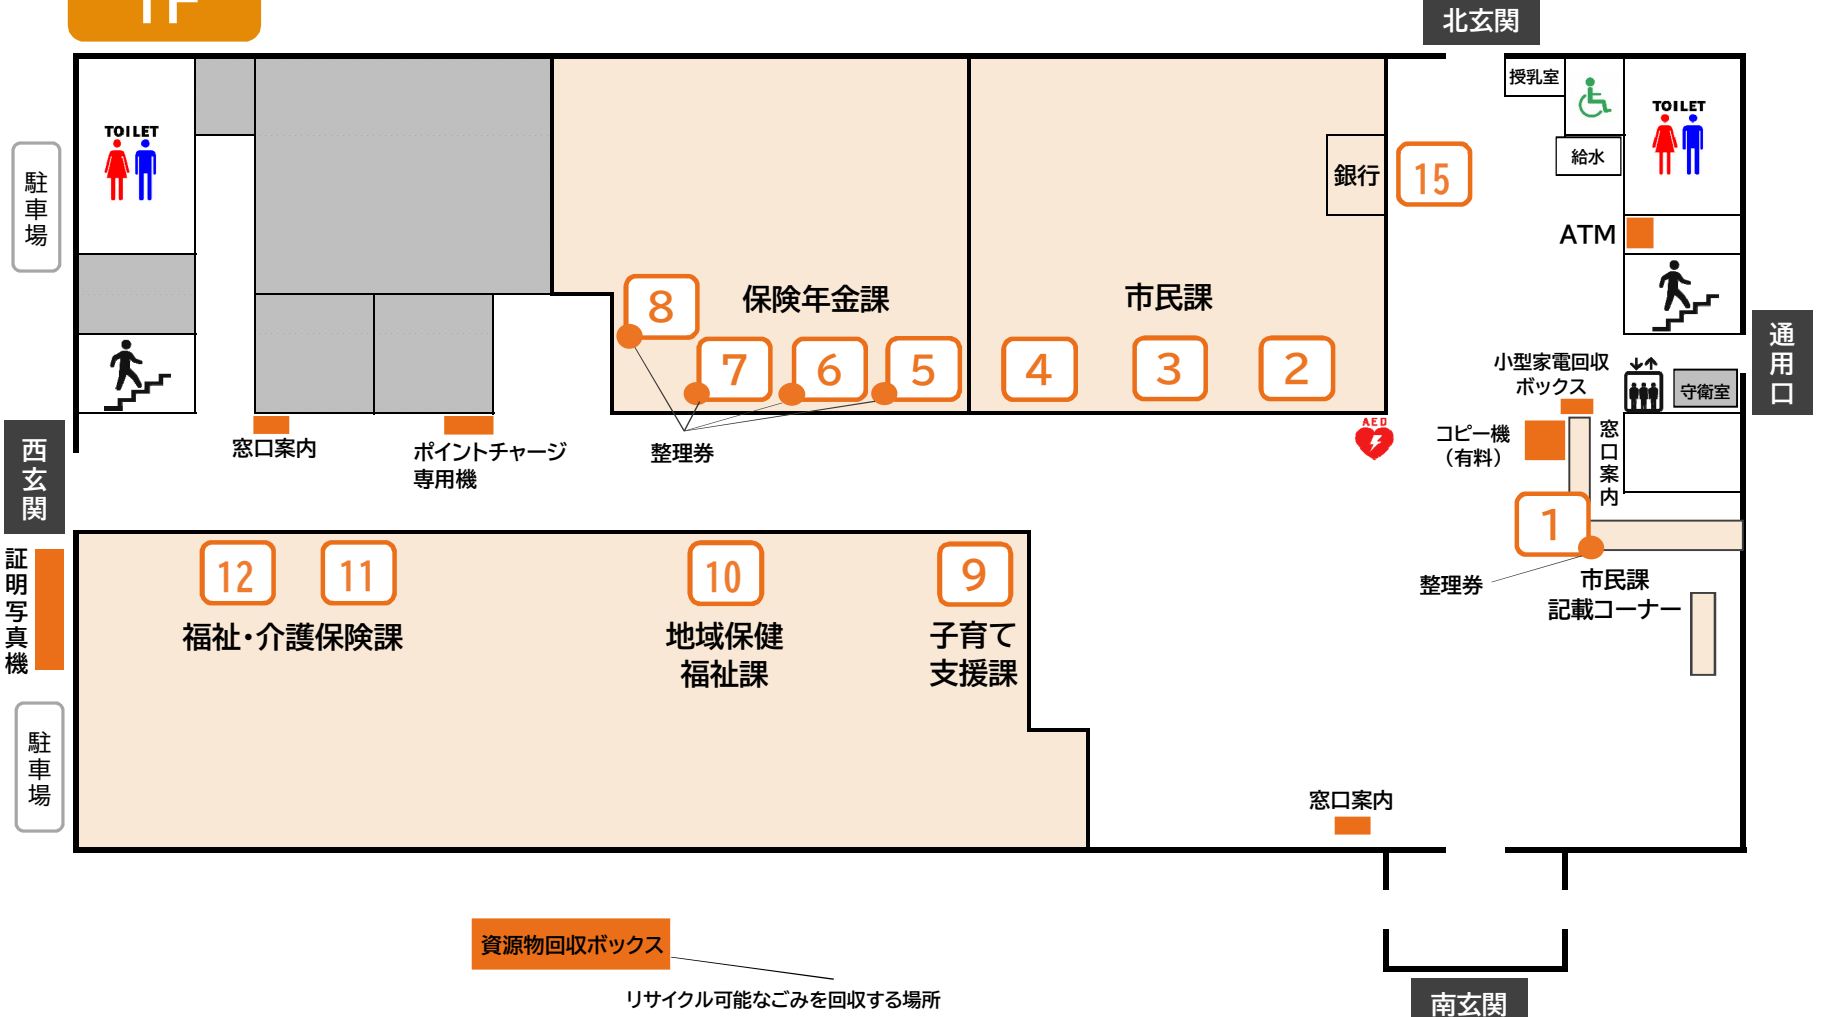 1F
北玄関
授乳室
TOILET
TOILET
給水
銀行
15
駐車場
ATM
保険年金課
市民課
8
7
6
5
4
3
2
通用口
小型家電回収
ボックス
守衛室
AED
コピー機
（有料）
窓口案内
西玄関
窓口案内
ポイントチャージ
専用機
整理券
1
証明写真機
12
11
10
9
整理券
市民課
記載コーナー
福祉・介護保険課
地域保健
福祉課
子育て
支援課
駐車場
窓口案内
資源物回収ボックス
リサイクル可能なごみを回収する場所
南玄関